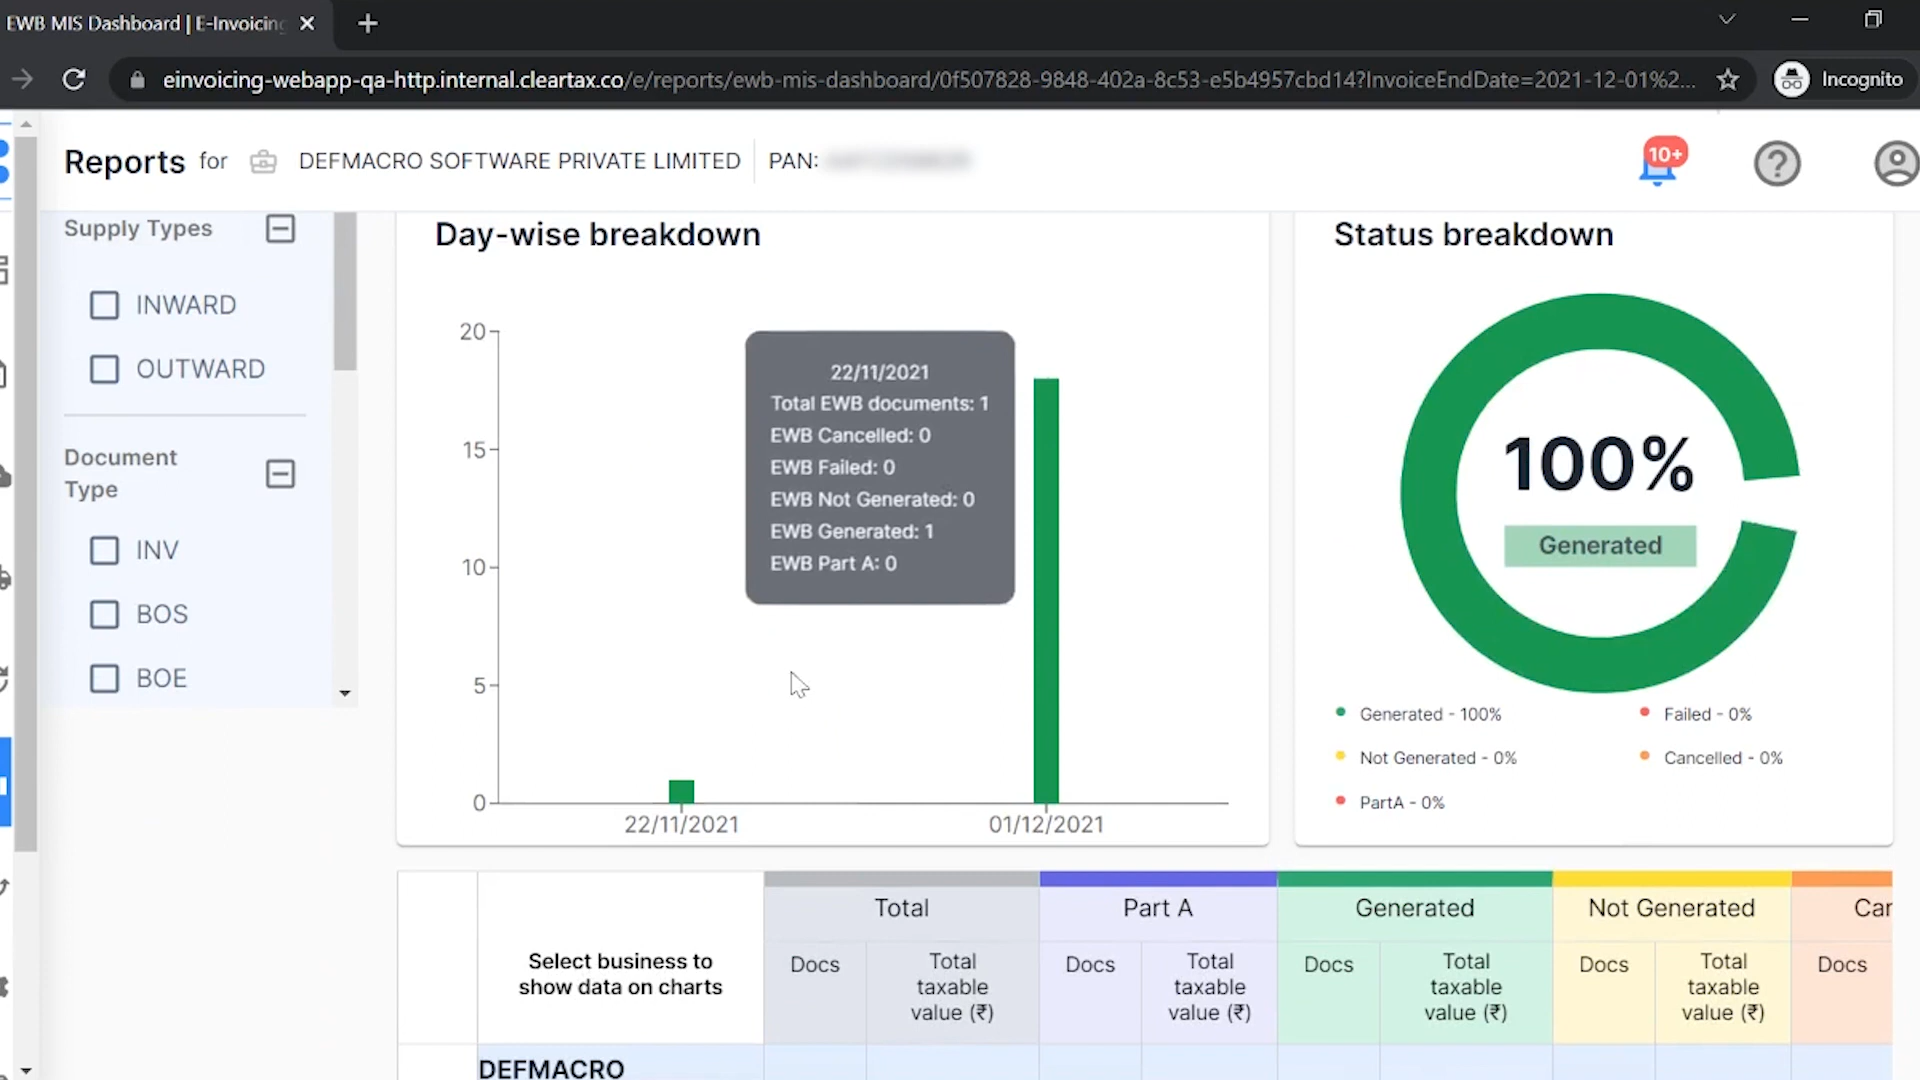 EWB MIS Dashboard | E-Invoicing
einvoicing-webapp-qa-http.internal.cleartax.co/e/reports/ewb-mis-dashboard/0f507828-9848-402a-8c53-e5b4957cbd14?InvoiceEndDate=2021-12-01%2...
Incognito
Reports for DEFMACRO SOFTWARE PRIVATE LIMITED PAN:
10+
Supply Types
INWARD
OUTWARD
Document
Type
INV
BOS
BOE
Day-wise breakdown
20
15
10
5
0
22/11/2021
Total EWB documents: 1
EWB Cancelled: 0
EWB Failed: 0
EWB Not Generated: 0
EWB Generated: 1
EWB Part A: 0
22/11/2021
01/12/2021
Status breakdown
100%
Generated
Generated - 100%
Failed - 0%
Not Generated - 0%
Cancelled - 0%
PartA - 0%
Select business to
show data on charts
Total
Docs
Total
taxable
value (₹)
Part A
Docs
Total
taxable
value (₹)
Generated
Docs
Total
taxable
value (₹)
Not Generated
Docs
Total
taxable
value (₹)
Car
Docs
DEFMACRO